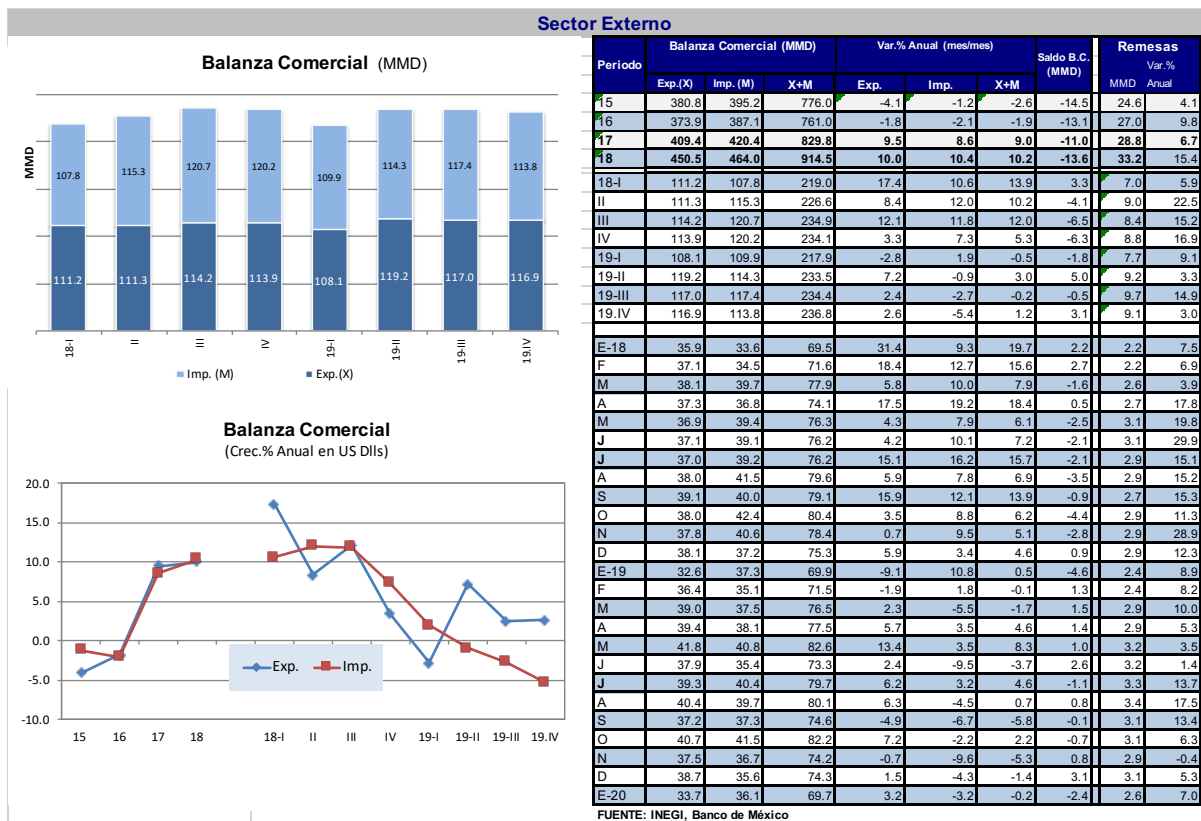 Sector Externo
Balanza Comercial (MMD)
MMD
107.8 115.3 120.7 120.2 109.9 114.3 117.4 113.8
111.2 111.3 114.2 113.9 108.1 119.2 117.0 116.9
18-I II III IV 19-I 19-II 19-III 19.IV
Imp. (M) Exp.(X)
Balanza Comercial
(Crec.% Anual en US Dlls)
20.0
15.0
10.0
5.0
0.0
-5.0
-10.0
Exp. Imp.
15 16 17 18 18-I II III IV 19-I 19-II 19-III 19.IV
Periodo Balanza Comercial (MMD) Var.% Anual (mes/mes) Saldo B.C. (MMD) Remesas
Exp.(X) Imp. (M) X+M Exp. Imp. X+M MMD Var.% Anual
15 380.8 395.2 776.0 -4.1 -1.2 -2.6 -14.5 24.6 4.1
16 373.9 387.1 761.0 -1.8 -2.1 -1.9 -13.1 27.0 9.8
17 409.4 420.4 829.8 9.5 8.6 9.0 -11.0 28.8 6.7
18 450.5 464.0 914.5 10.0 10.4 10.2 -13.6 33.2 15.4
18-I 111.2 107.8 219.0 17.4 10.6 13.9 3.3 7.0 5.9
II 111.3 115.3 226.6 8.4 12.0 10.2 -4.1 9.0 22.5
III 114.2 120.7 234.9 12.1 11.8 12.0 -6.5 8.4 15.2
IV 113.9 120.2 234.1 3.3 7.3 5.3 -6.3 8.8 16.9
19-I 108.1 109.9 217.9 -2.8 1.9 -0.5 -1.8 7.7 9.1
19-II 119.2 114.3 233.5 7.2 -0.9 3.0 5.0 9.2 3.3
19-III 117.0 117.4 234.4 2.4 -2.7 -0.2 -0.5 9.7 14.9
19.IV 116.9 113.8 236.8 2.6 -5.4 1.2 3.1 9.1 3.0
E-18 35.9 33.6 69.5 31.4 9.3 19.7 2.2 2.2 7.5
F 37.1 34.5 71.6 18.4 12.7 15.6 2.7 2.2 6.9
M 38.1 39.7 77.9 5.8 10.0 7.9 -1.6 2.6 3.9
A 37.3 36.8 74.1 17.5 19.2 18.4 0.5 2.7 17.8
M 36.9 39.4 76.3 4.3 7.9 6.1 -2.5 3.1 19.8
J 37.1 39.1 76.2 4.2 10.1 7.2 -2.1 3.1 29.9
J 37.0 39.2 76.2 15.1 16.2 15.7 -2.1 2.9 15.1
A 38.0 41.5 79.6 5.9 7.8 6.9 -3.5 2.9 15.2
S 39.1 40.0 79.1 15.9 12.1 13.9 -0.9 2.7 15.3
O 38.0 42.4 80.4 3.5 8.8 6.2 -4.4 2.9 11.3
N 37.8 40.6 78.4 0.7 9.5 5.1 -2.8 2.9 28.9
D 38.1 37.2 75.3 5.9 3.4 4.6 0.9 2.9 12.3
E-19 32.6 37.3 69.9 -9.1 10.8 0.5 -4.6 2.4 8.9
F 36.4 35.1 71.5 -1.9 1.8 -0.1 1.3 2.4 8.2
M 39.0 37.5 76.5 2.3 -5.5 -1.7 1.5 2.9 10.0
A 39.4 38.1 77.5 5.7 3.5 4.6 1.4 2.9 5.3
M 41.8 40.8 82.6 13.4 3.5 8.3 1.0 3.2 3.5
J 37.9 35.4 73.3 2.4 -9.5 -3.7 2.6 3.2 1.4
J 39.3 40.4 79.7 6.2 3.2 4.6 -1.1 3.3 13.7
A 40.4 39.7 80.1 6.3 -4.5 0.7 0.8 3.4 17.5
S 37.2 37.3 74.6 -4.9 -6.7 -5.8 -0.1 3.1 13.4
O 40.7 41.5 82.2 7.2 -2.2 2.2 -0.7 3.1 6.3
N 37.5 36.7 74.2 -0.7 -9.6 -5.3 0.8 2.9 -0.4
D 38.7 35.6 74.3 1.5 -4.3 -1.4 3.1 3.1 5.3
E-20 33.7 36.1 69.7 3.2 -3.2 -0.2 -2.4 2.6 7.0
FUENTE: INEGI, Banco de México